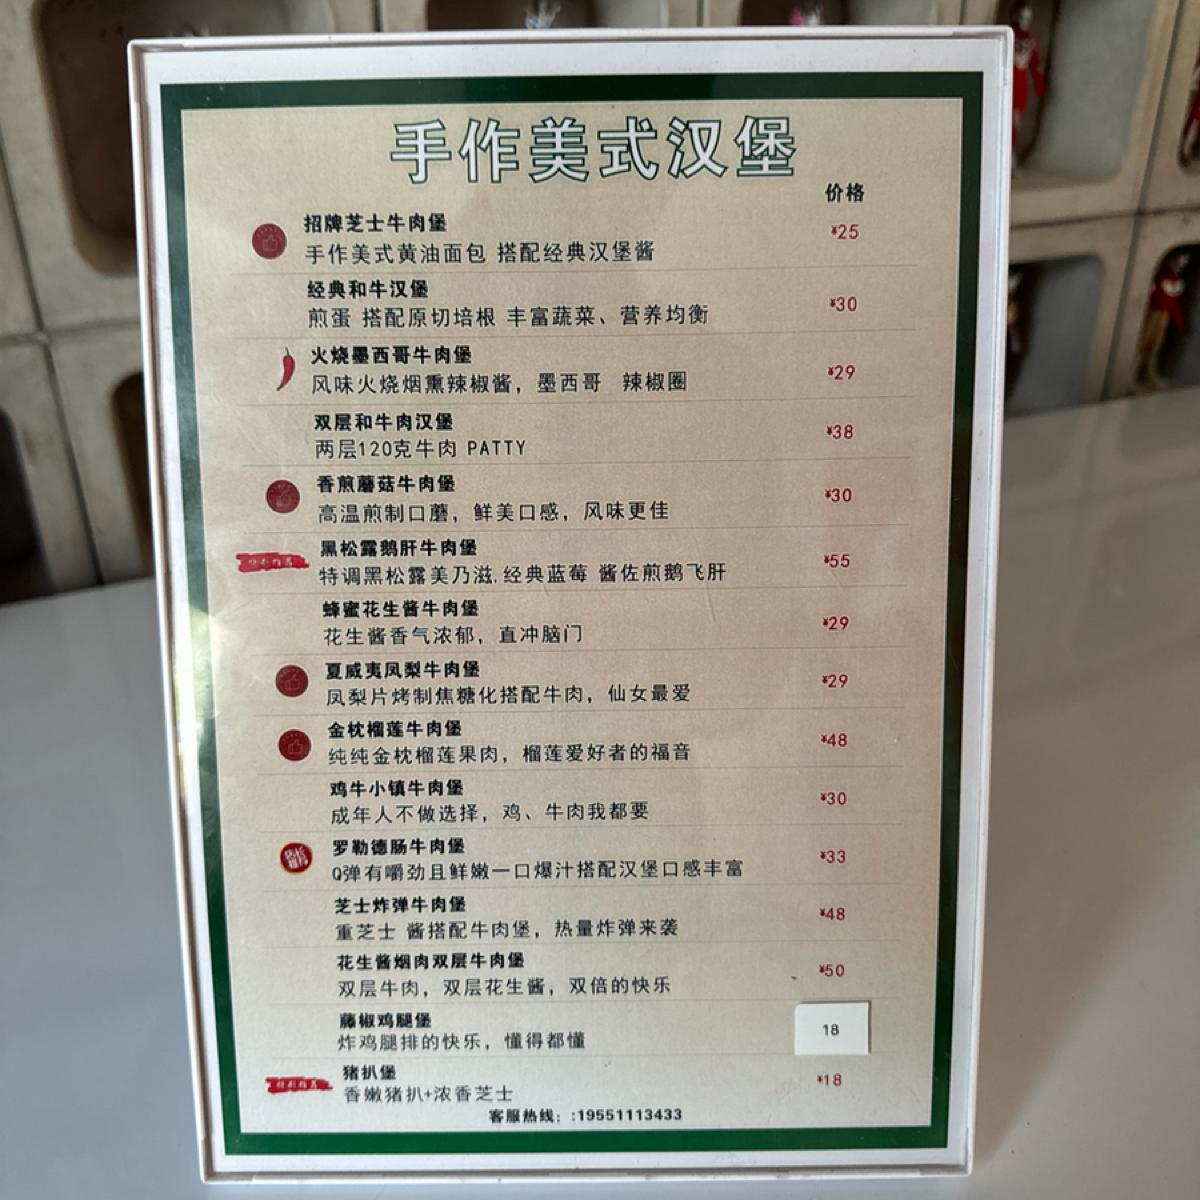 手作美式汉堡
价格
招牌芝士牛肉堡
¥25
手作美式黄油面包 搭配经典汉堡酱
经典和牛汉堡
¥30
煎蛋 搭配原切培根 丰富蔬菜、营养均衡
火烧墨西哥牛肉堡
¥29
风味火烧烟熏辣椒酱，墨西哥 辣椒圈
双层和牛肉汉堡
¥38
两层120克牛肉 PATTY
香煎蘑菇牛肉堡
¥30
高温煎制口蘑，鲜美口感，风味更佳
黑松露鹅肝牛肉堡
¥55
特调黑松露美乃滋,经典蓝莓 酱佐煎鹅飞肝
蜂蜜花生酱牛肉堡
¥29
花生酱香气浓郁，直冲脑门
夏威夷凤梨牛肉堡
¥29
凤梨片烤制焦糖化搭配牛肉，仙女最爱
金枕榴莲牛肉堡
¥48
纯纯金枕榴莲果肉，榴莲爱好者的福音
鸡牛小镇牛肉堡
¥30
成年人不做选择，鸡、牛肉我都要
店长推荐
罗勒德肠牛肉堡
¥33
Q弹有嚼劲且鲜嫩一口爆汁搭配汉堡口感丰富
芝士炸弹牛肉堡
¥48
重芝士 酱搭配牛肉堡，热量炸弹来袭
花生酱烟肉双层牛肉堡
¥50
双层牛肉，双层花生酱，双倍的快乐
藤椒鸡腿堡
18
炸鸡腿排的快乐，懂得都懂
特别推荐
猪扒堡
¥18
香嫩猪扒+浓香芝士
客服热线：:19551113433